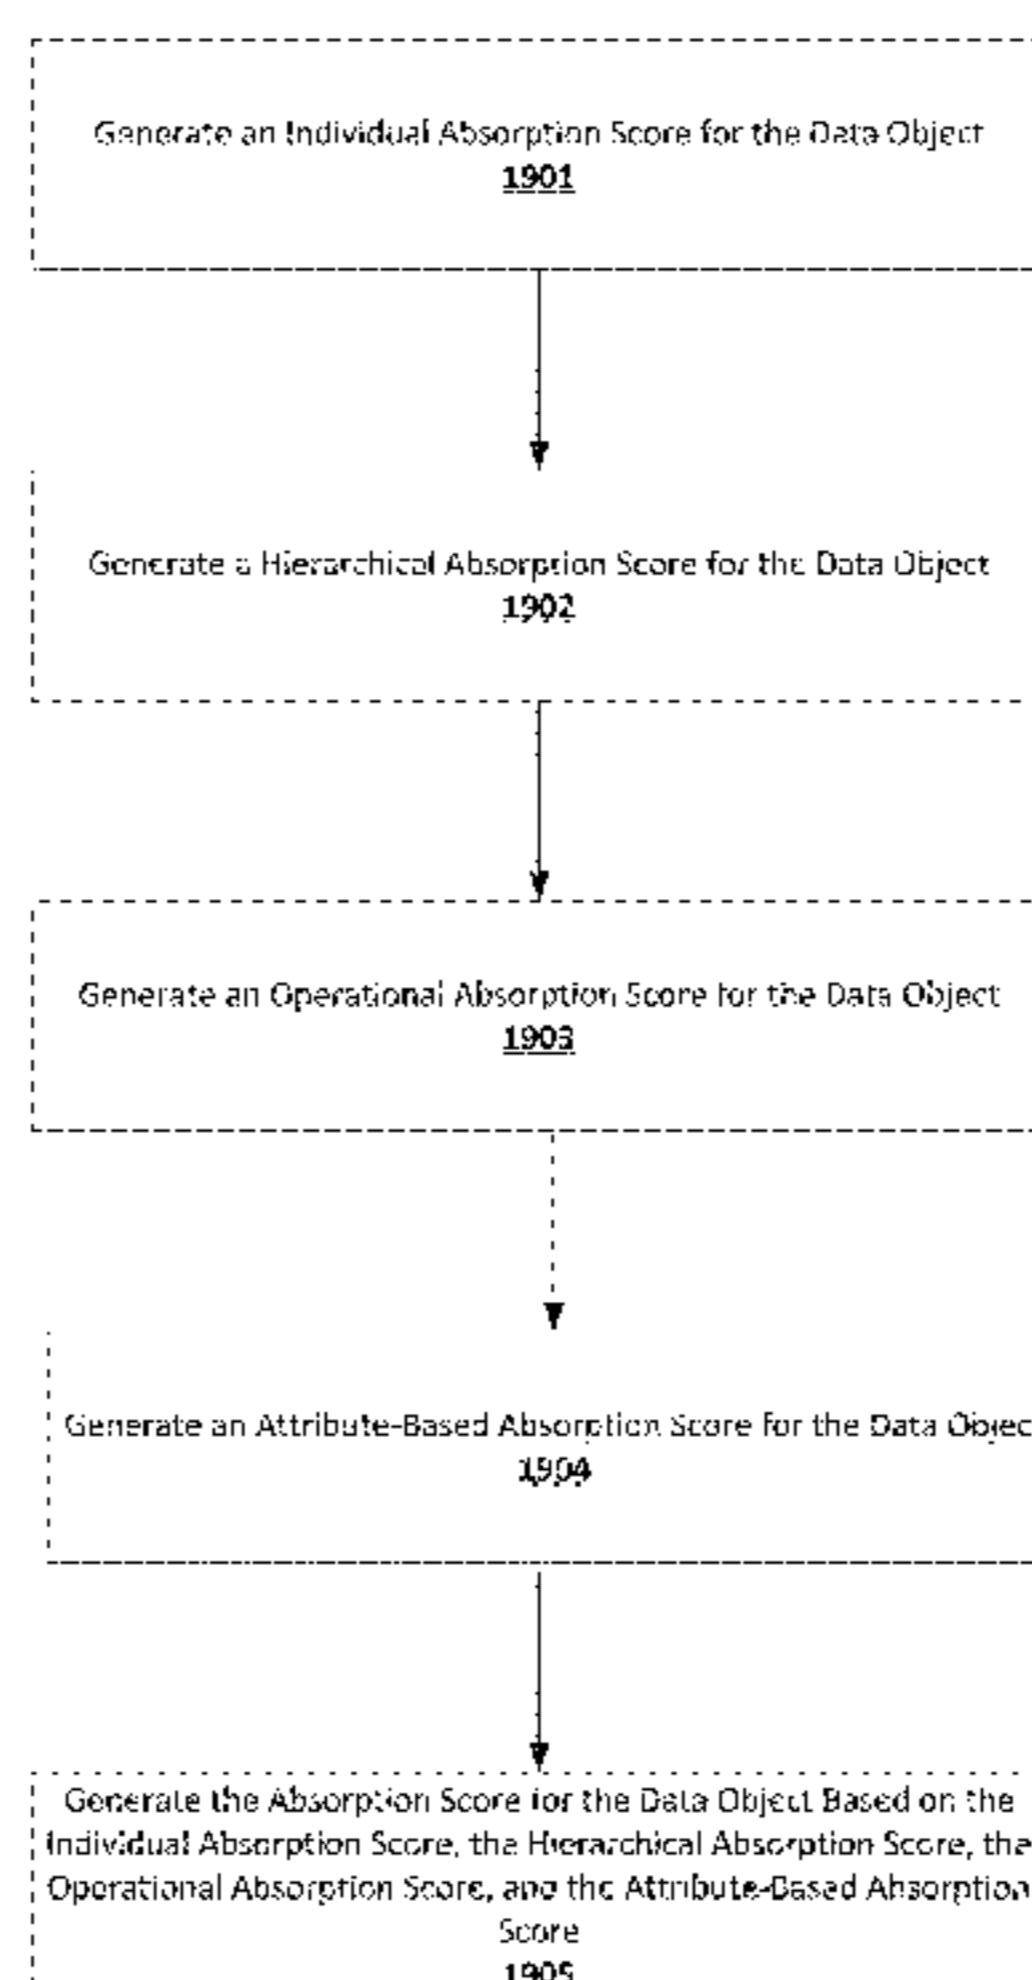 Generate an Individual Absorption Score for the Data Object
1901
Generate a Hierarchical Absorption Score for the Data Object
1902
Generate an Operational Absorption Score for the Data Object
1903
Generate an Attribute-Based Absorption Score for the Data Objec
1904
Generate the Absorption Score for the Data Object Based on the
Individual Absorption Score, the Hierarchical Absorption Score, the
Operational Absorption Score, and the Attribute-Based Absorption
Score
1905